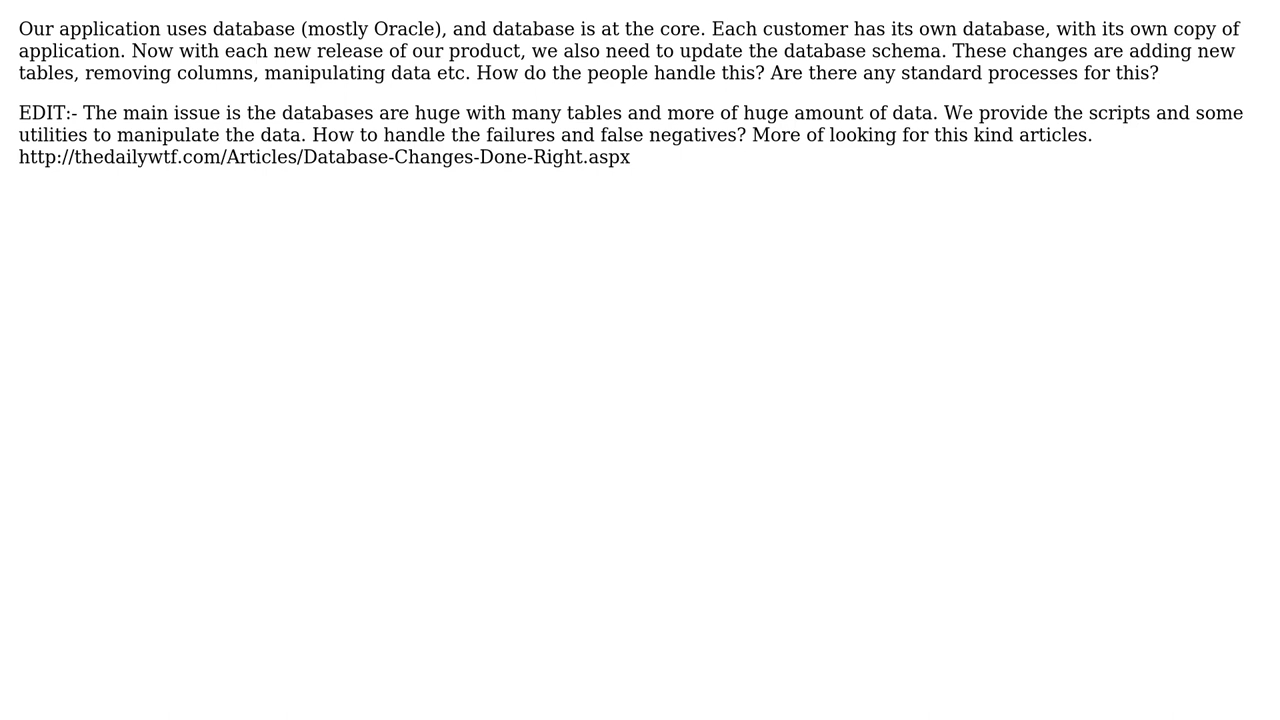 Our application uses database (mostly Oracle), and database is at the core. Each customer has its own database, with its own copy of
application. Now with each new release of our product, we also need to update the database schema. These changes are adding new
tables, removing columns, manipulating data etc. How do the people handle this? Are there any standard processes for this?
EDIT:- The main issue is the databases are huge with many tables and more of huge amount of data. We provide the scripts and some
utilities to manipulate the data. How to handle the failures and false negatives? More of looking for this kind articles.
http://thedailywtf.com/Articles/Database-Changes-Done-Right.aspx